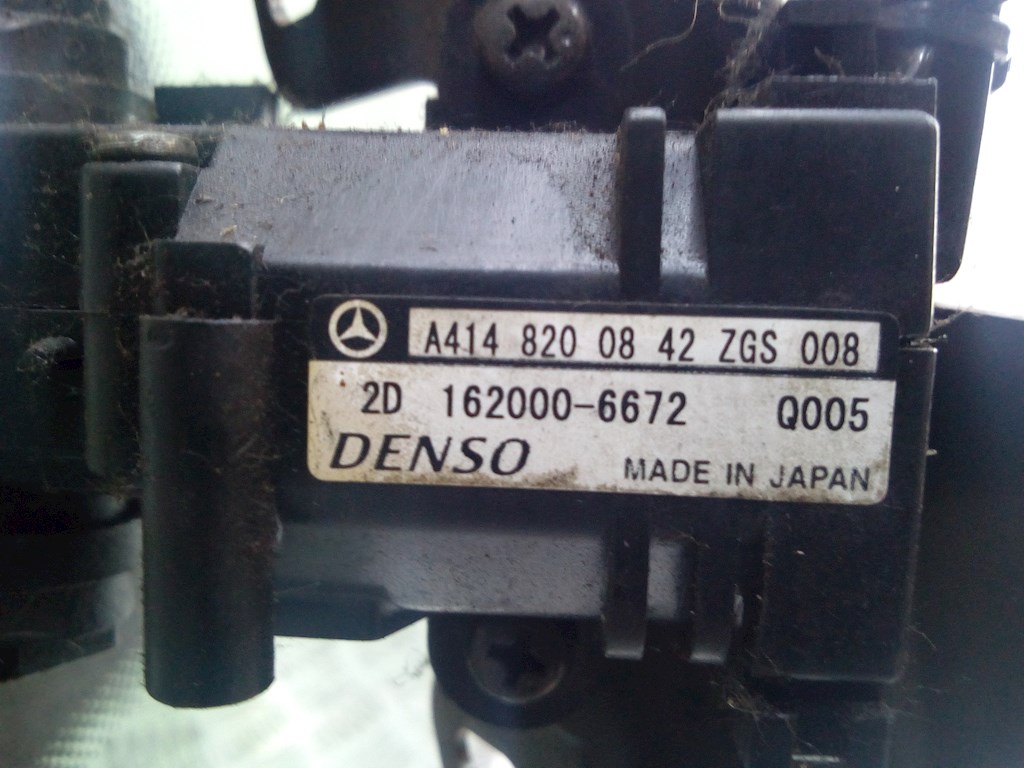 A414 820 08 42 ZGS 008
2D 162000-6672 Q005
DENSO MADE IN JAPAN